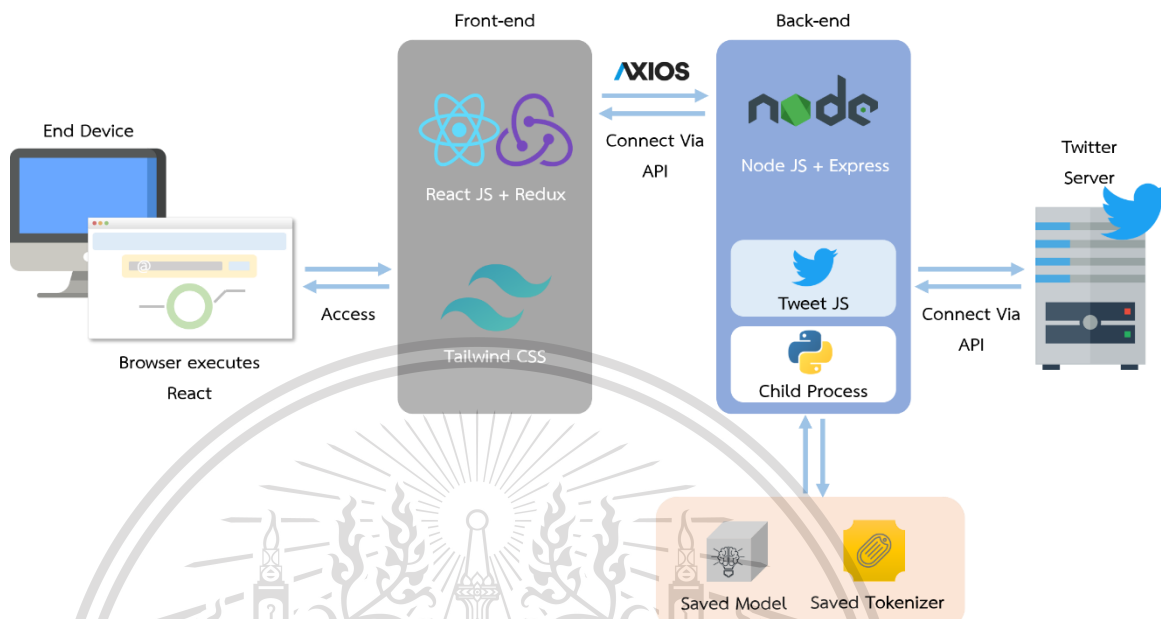 Front-end
Back-end
AXIOS
node
End Device
Connect Via
API
Node JS + Express
Twitter
Server
React JS + Redux
@
Tweet JS
Access
Connect Via
API
Browser executes
React
Tailwind CSS
Child Process
Saved Model
Saved Tokenizer
?